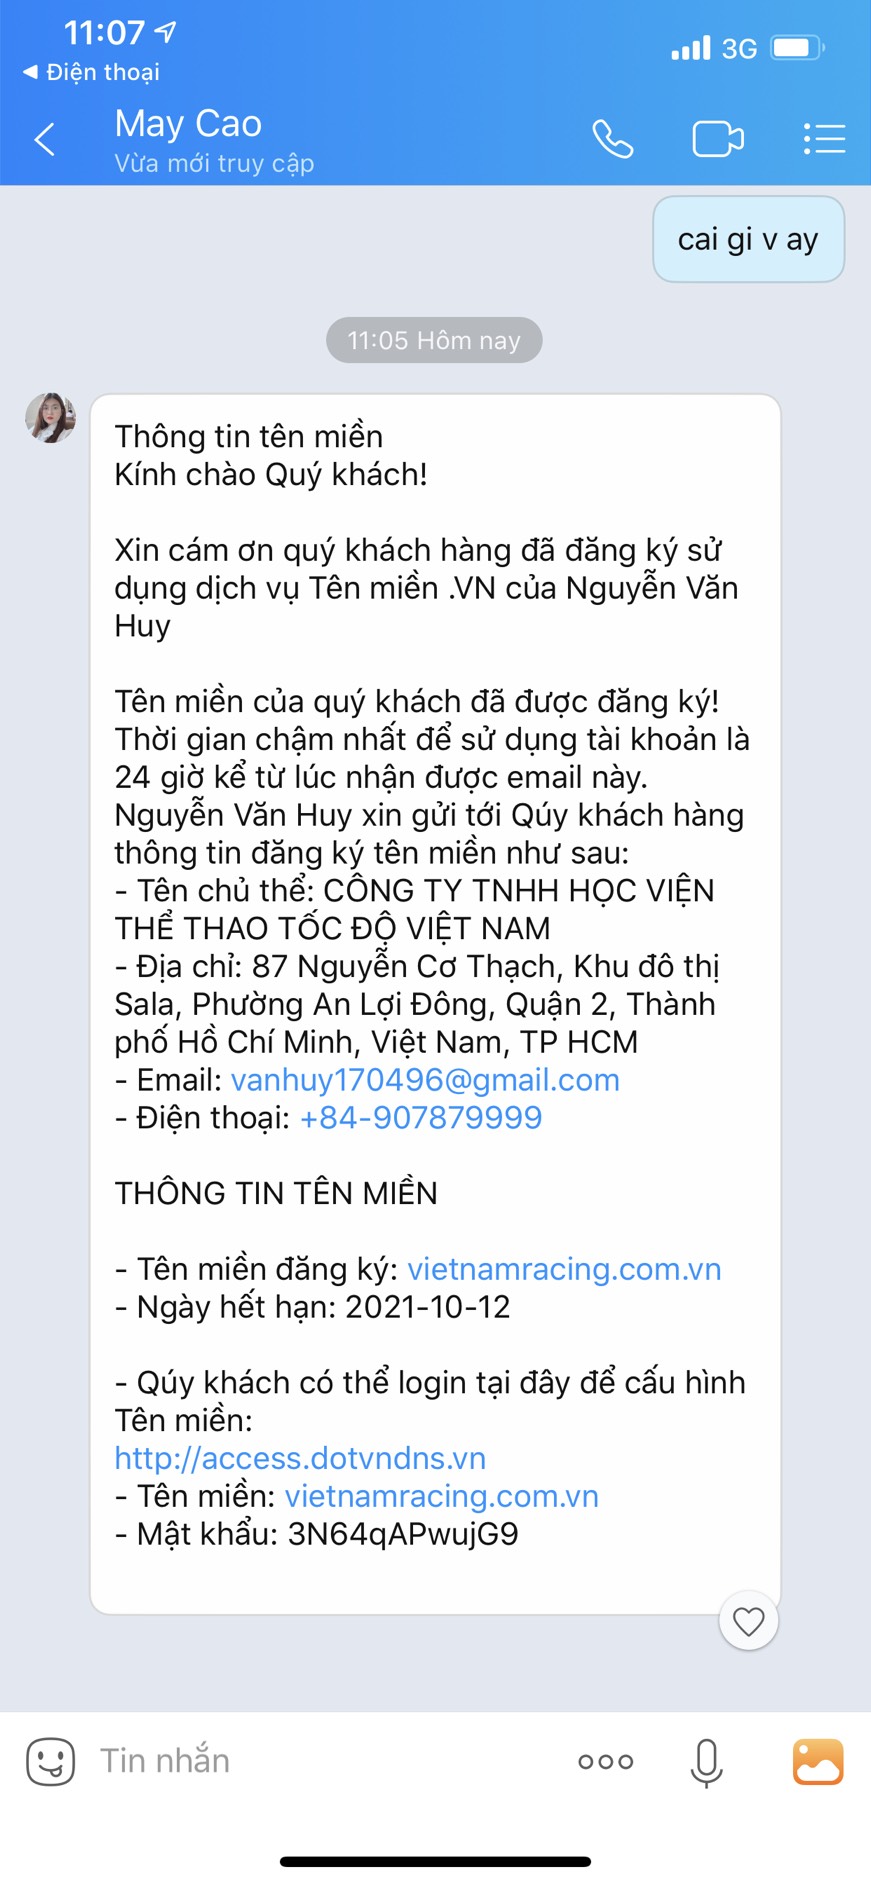 11:07
3G
◀ Điện thoại
May Cao
Vừa mới truy cập
cai gi v ay
11:05 Hôm nay
Thông tin tên miền
Kính chào Quý khách!
Xin cám ơn quý khách hàng đã đăng ký sử
dụng dịch vụ Tên miền .VN của Nguyễn Văn
Huy
Tên miền của quý khách đã được đăng ký!
Thời gian chậm nhất để sử dụng tài khoản là
24 giờ kể từ lúc nhận được email này.
Nguyễn Văn Huy xin gửi tới Qúy khách hàng
thông tin đăng ký tên miền như sau:
- Tên chủ thể: CÔNG TY TNHH HỌC VIỆN
THỂ THAO TỐC ĐỘ VIỆT NAM
- Địa chỉ: 87 Nguyễn Cơ Thạch, Khu đô thị
Sala, Phường An Lợi Đông, Quận 2, Thành
phố Hồ Chí Minh, Việt Nam, TP HCM
- Email: vanhuy170496@gmail.com
- Điện thoại: +84-907879999
THÔNG TIN TÊN MIỀN
- Tên miền đăng ký: vietnamracing.com.vn
- Ngày hết hạn: 2021-10-12
- Qúy khách có thể login tại đây để cấu hình
Tên miền:
http://access.dotvndns.vn
- Tên miền: vietnamracing.com.vn
- Mật khẩu: 3N64qAPwujG9
Tin nhắn